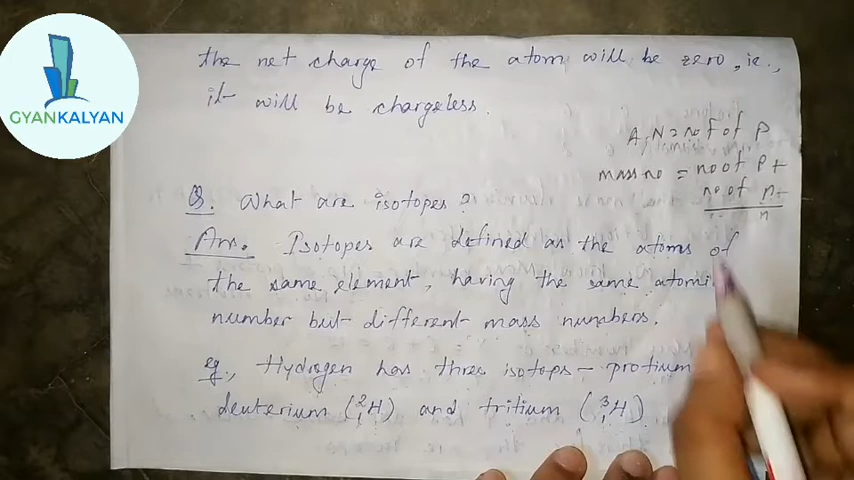 GYANKALYAN
the net charge of the atom will be zero, ie.,
it will be chargeless.
A.N = no of of P
mass no = no of P +
no of n
n
Q. What are isotopes?
Ans. Isotopes are defined as the atoms of
the same element, having the same atomi
number but different mass numbers.
eg., Hydrogen has three isotops - protium
deuterium (²₁H) and tritium (³₁H)